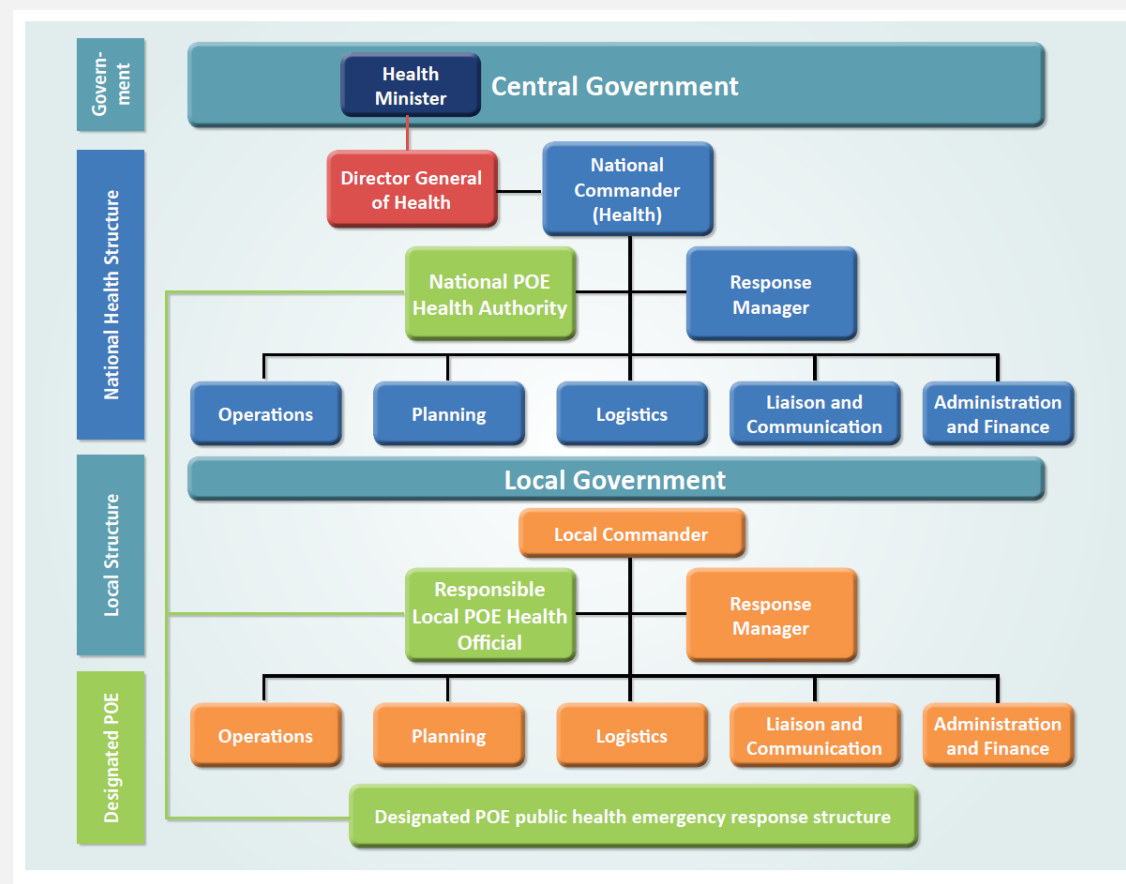 Govern-
ment
Health
Minister
Central Government
National Health Structure
Director General
of Health
National
Commander
(Health)
National POE
Health Authority
Response
Manager
Operations
Planning
Logistics
Liaison and
Communication
Administration
and Finance
Local Structure
Local Government
Local Commander
Responsible
Local POE Health
Official
Response
Manager
Designated POE
Operations
Planning
Logistics
Liaison and
Communication
Administration
and Finance
Designated POE public health emergency response structure